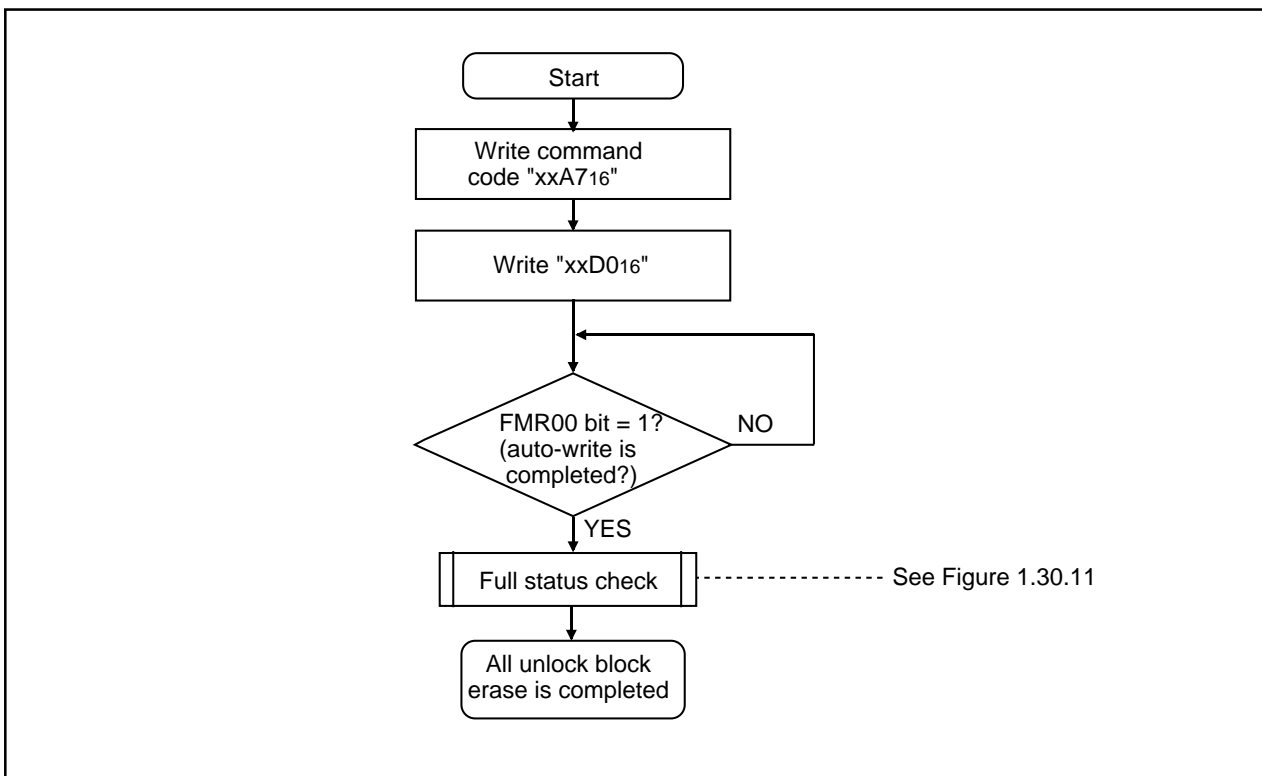 Start
Write command
code "xxA716"
Write "xxD016"
FMR00 bit = 1?
(auto-write is
completed?)
NO
YES
Full status check
See Figure 1.30.11
All unlock block
erase is completed